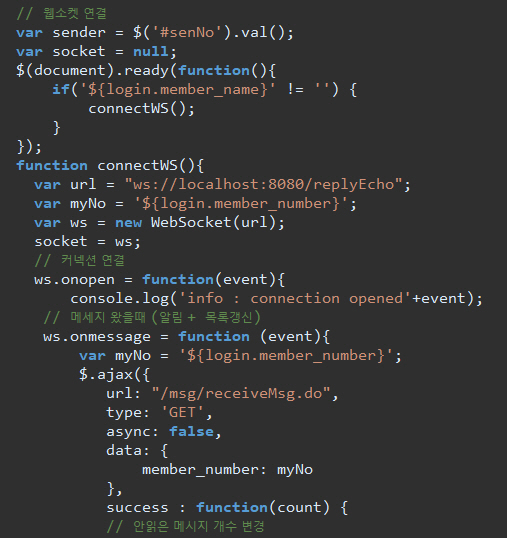 // 웹소켓 연결
var sender = $('#senNo').val();
var socket = null;
$(document).ready(function(){
if('${login.member_name}' != '') {
connectWS();
}
});
function connectWS(){
var url = "ws://localhost:8080/replyEcho";
var myNo = '${login.member_number}';
var ws = new WebSocket(url);
socket = ws;
// 커넥션 연결
ws.onopen = function(event){
console.log('info : connection opened'+event);
// 메세지 왔을때 (알림 + 목록갱신)
ws.onmessage = function (event){
var myNo = '${login.member_number}';
$.ajax({
url: "/msg/receiveMsg.do",
type: 'GET',
async: false,
data: {
member_number: myNo
},
success : function(count) {
// 안읽은 메시지 개수 변경